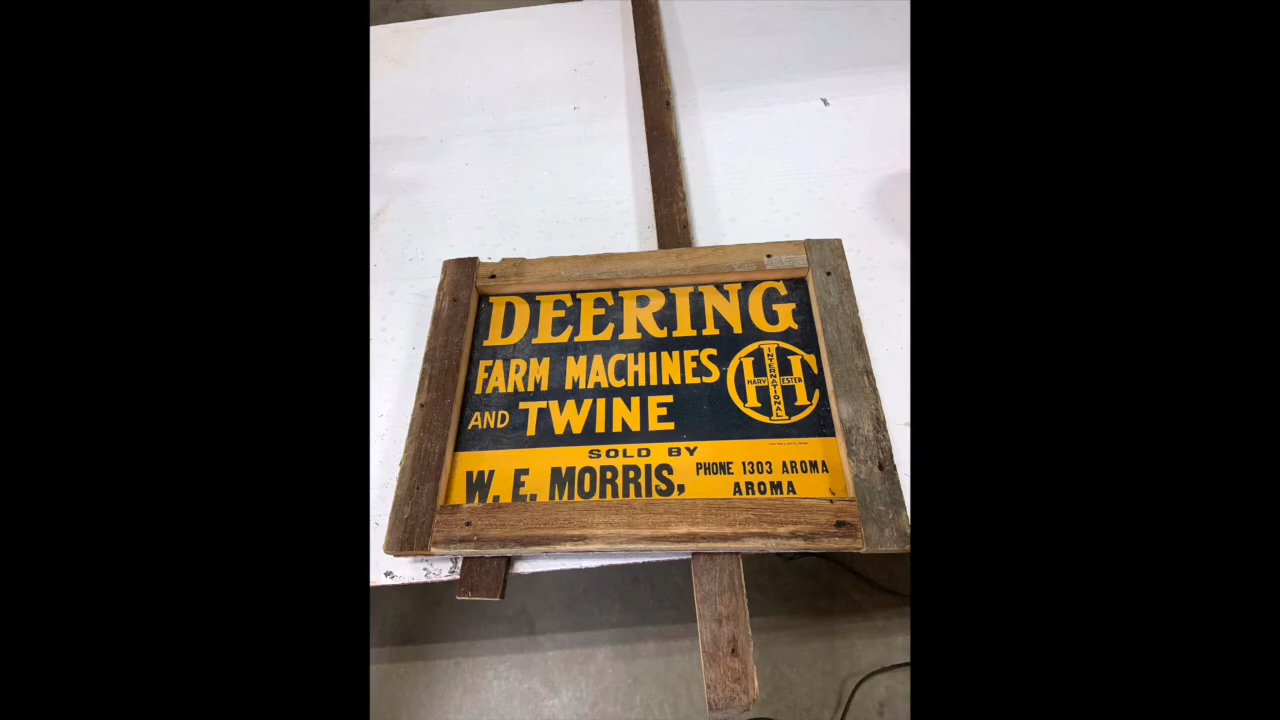 DEERING
FARM MACHINES
AND TWINE
INTERNATIONAL
HARVESTER
SOLD BY
W. E. MORRIS, PHONE 1303 AROMA
AROMA